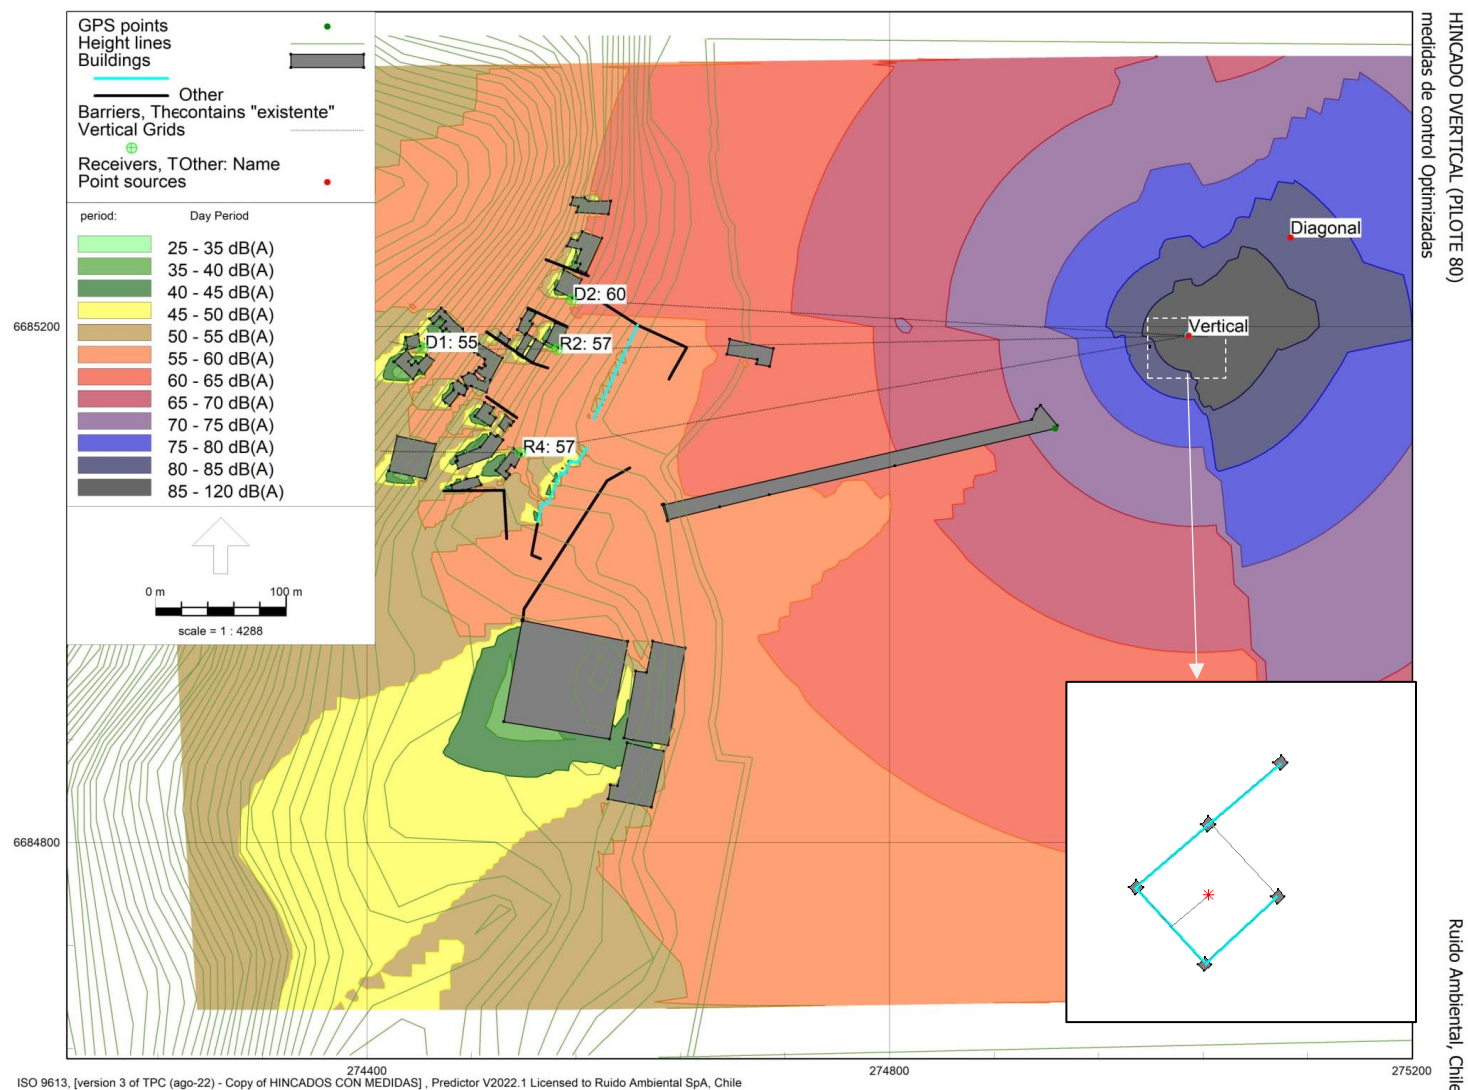 GPS points
Height lines
Buildings
Other
Barriers, Thecontains "existente"
Vertical Grids
Receivers, TOther: Name
Point sources
period: Day Period
25 - 35 dB(A)
35 - 40 dB(A)
40 - 45 dB(A)
45 - 50 dB(A)
50 - 55 dB(A)
55 - 60 dB(A)
60 - 65 dB(A)
65 - 70 dB(A)
70 - 75 dB(A)
75 - 80 dB(A)
80 - 85 dB(A)
85 - 120 dB(A)
0 m 100 m
scale = 1 : 4288
HINCADO DVERTICAL (PILOTE 80)
medidas de control Optimizadas
Diagonal
Vertical
D2: 60
D1: 55
R2: 57
R4: 57
6685200
6684800
274400
274800
275200
Ruido Ambiental, Chile
ISO 9613, [version 3 of TPC (ago-22) - Copy of HINCADOS CON MEDIDAS] , Predictor V2022.1 Licensed to Ruido Ambiental SpA, Chile